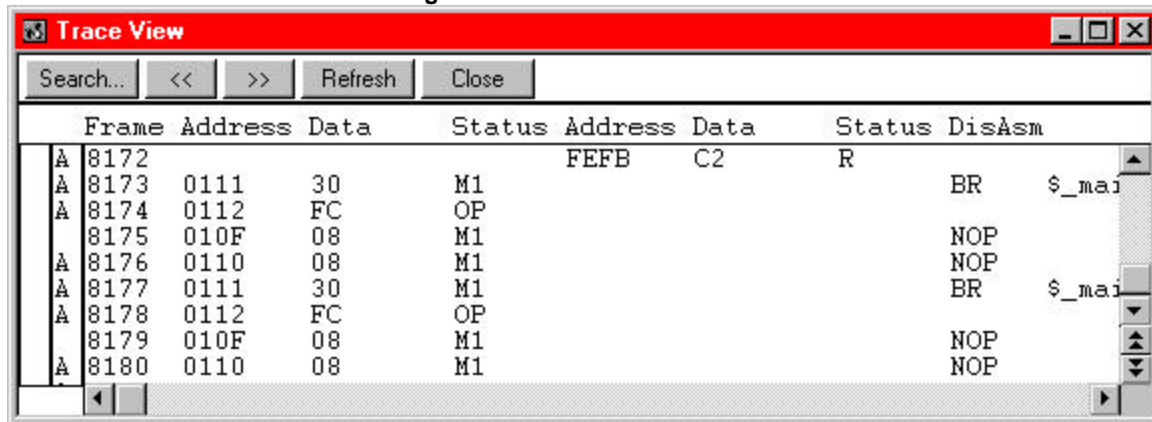 Trace View
Search... << >> Refresh Close
Frame Address Data Status Address Data Status DisAsm
A 8172 FEFB C2 R
A 8173 0111 30 M1 BR $_mai
A 8174 0112 FC OP
8175 010F 08 M1 NOP
A 8176 0110 08 M1 NOP
A 8177 0111 30 M1 BR $_mai
A 8178 0112 FC OP
8179 010F 08 M1 NOP
A 8180 0110 08 M1 NOP